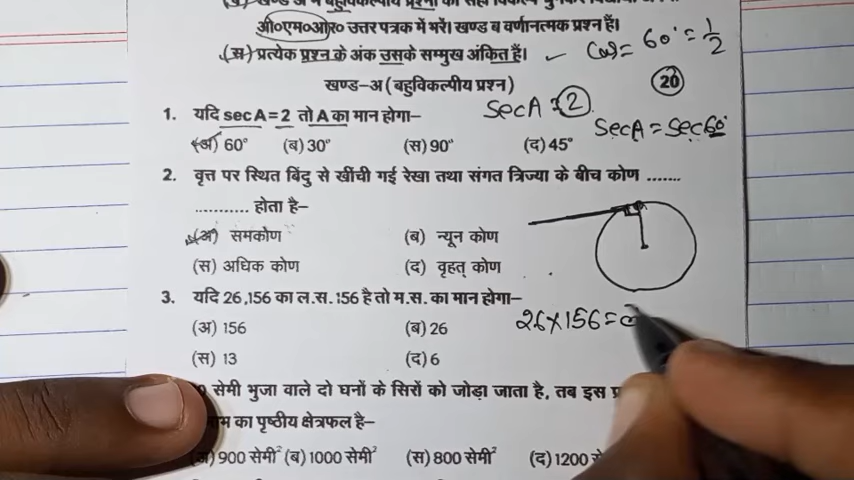 ओ०एम०आर० उत्तर पत्रक में भरें। खण्ड ब वर्णानत्मक प्रश्न हैं।
(स) प्रत्येक प्रश्न के अंक उसके सम्मुख अंकित हैं।
Cos = 60° = 1/2
खण्ड-अ (बहुविकल्पीय प्रश्न)
20
1. यदि secA=2 तो A का मान होगा-
SecA = 2
SecA = Sec60°
(अ) 60° (ब) 30° (स) 90° (द) 45°
2. वृत्त पर स्थित बिंदु से खींची गई रेखा तथा संगत त्रिज्या के बीच कोण .......
........... होता है-
(अ) समकोण (ब) न्यून कोण
(स) अधिक कोण (द) वृहत् कोण
3. यदि 26,156 का ल.स. 156 है तो म.स. का मान होगा-
(अ) 156 (ब) 26
26×156=
(स) 13 (द) 6
सेमी भुजा वाले दो घनों के सिरों को जोड़ा जाता है, तब इस
का पृष्ठीय क्षेत्रफल है-
(अ) 900 सेमी² (ब) 1000 सेमी² (स) 800 सेमी² (द) 1200